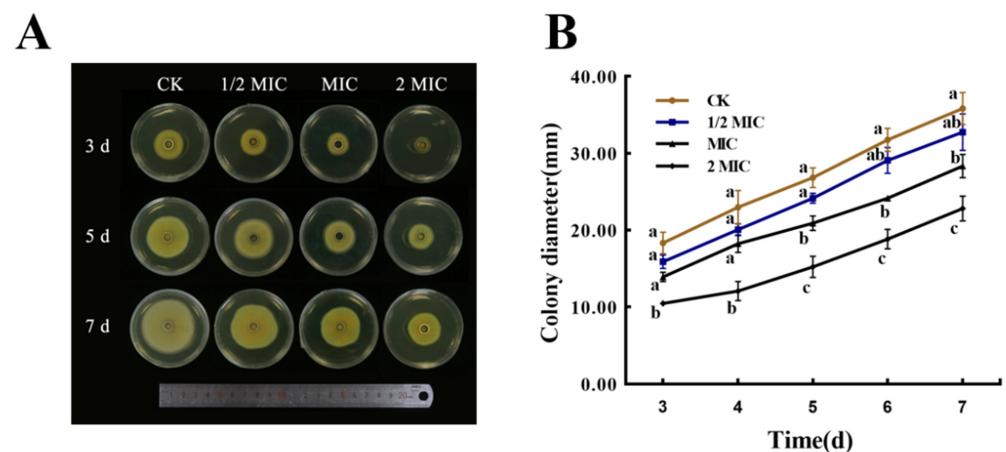 A
CK 1/2 MIC MIC 2 MIC
3 d
5 d
7 d
B
40.00
30.00
20.00
10.00
0.00
Colony diameter(mm)
CK
1/2 MIC
MIC
2 MIC
a a a a a
a a a ab ab
a a b b b
b b c c c
3 4 5 6 7
Time(d)